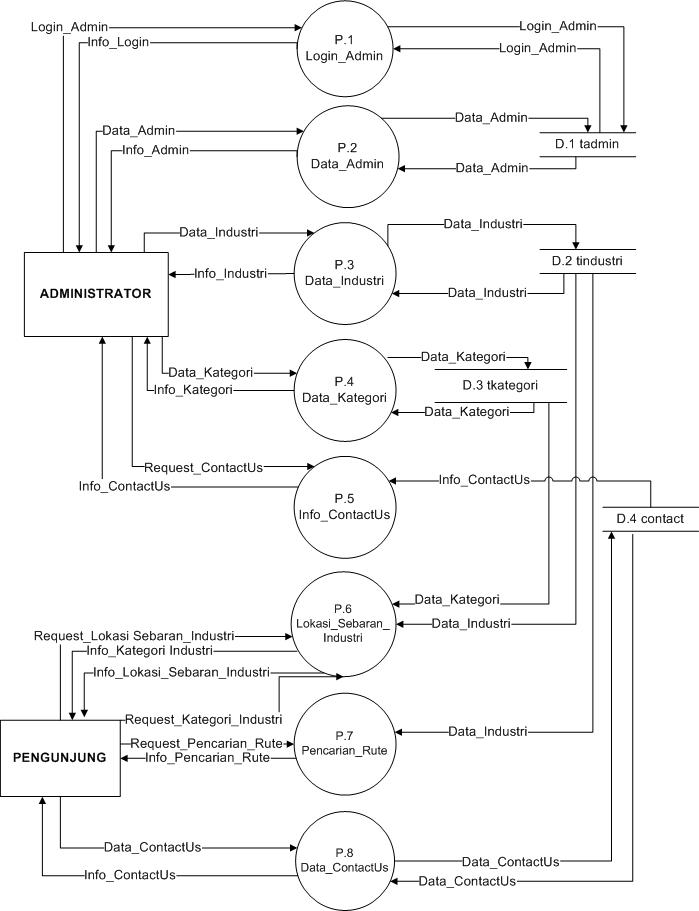 Login_Admin
Info_Login
P.1
Login_Admin
Login_Admin
Login_Admin
Data_Admin
Info_Admin
P.2
Data_Admin
Data_Admin
Data_Admin
D.1 tadmin
Data_Industri
Info_Industri
P.3
Data_Industri
Data_Industri
Data_Industri
D.2 tindustri
ADMINISTRATOR
Data_Kategori
Info_Kategori
P.4
Data_Kategori
Data_Kategori
Data_Kategori
D.3 tkategori
Request_ContactUs
Info_ContactUs
P.5
Info_ContactUs
Info_ContactUs
D.4 contact
Request_Lokasi Sebaran_Industri
Info_Kategori Industri
Info_Lokasi_Sebaran_Industri
Request_Kategori_Industri
P.6
Lokasi_Sebaran_
Industri
Data_Kategori
Data_Industri
PENGUNJUNG
Request_Pencarian_Rute
Info_Pencarian_Rute
P.7
Pencarian_Rute
Data_Industri
Data_ContactUs
Info_ContactUs
P.8
Data_ContactUs
Data_ContactUs
Data_ContactUs